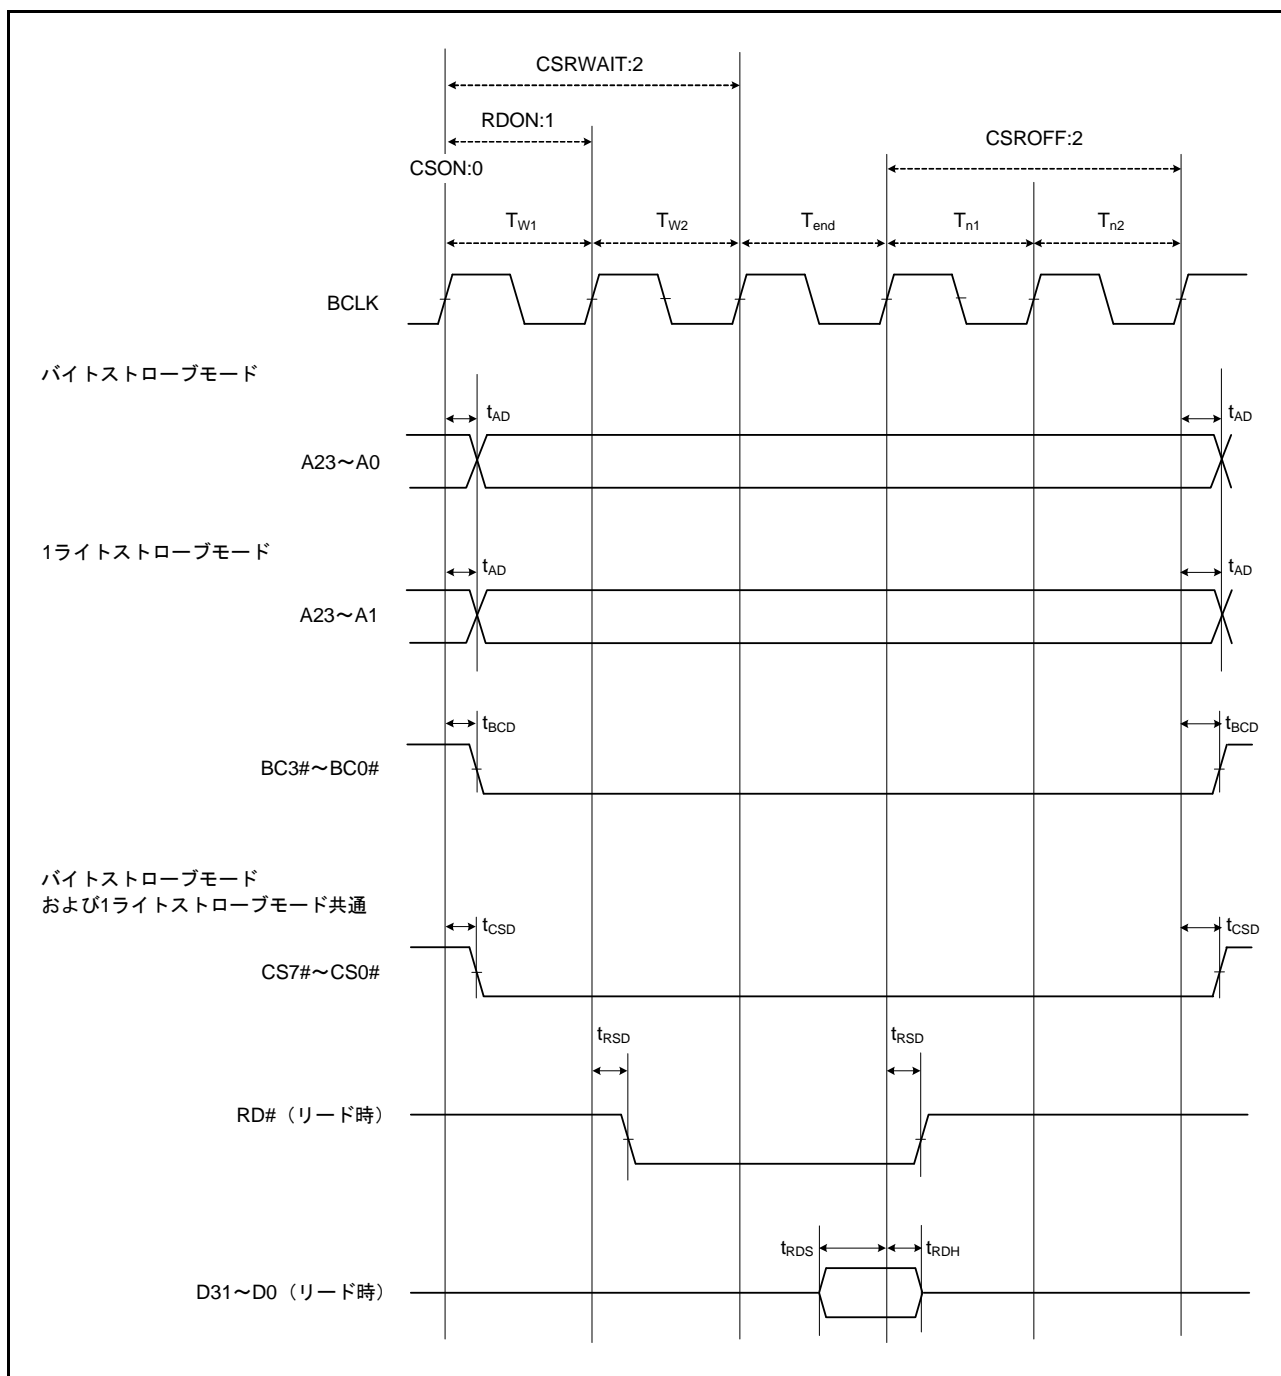 CSRWAIT:2
RDON:1
CSROFF:2
CSON:0
TW1 TW2 Tend Tn1 Tn2
BCLK
バイトストローブモード
tAD tAD
A23～A0
1ライトストローブモード
tAD tAD
A23～A1
tBCD tBCD
BC3#～BC0#
バイトストローブモード
および1ライトストローブモード共通
tCSD tCSD
CS7#～CS0#
tRSD tRSD
RD#（リード時）
tRDS tRDH
D31～D0（リード時）